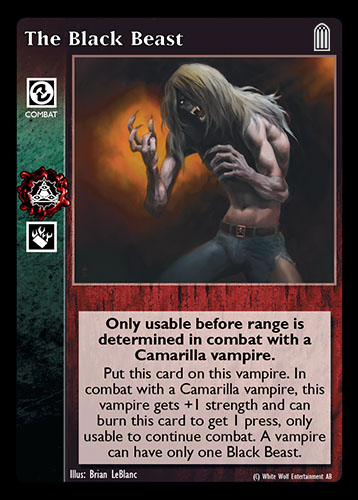 The Black Beast
COMBAT
Only usable before range is
determined in combat with a
Camarilla vampire.
Put this card on this vampire. In
combat with a Camarilla vampire, this
vampire gets +1 strength and can
burn this card to get 1 press, only
usable to continue combat. A vampire
can have only one Black Beast.
Illus: Brian LeBlanc
(C) White Wolf Entertainment AB